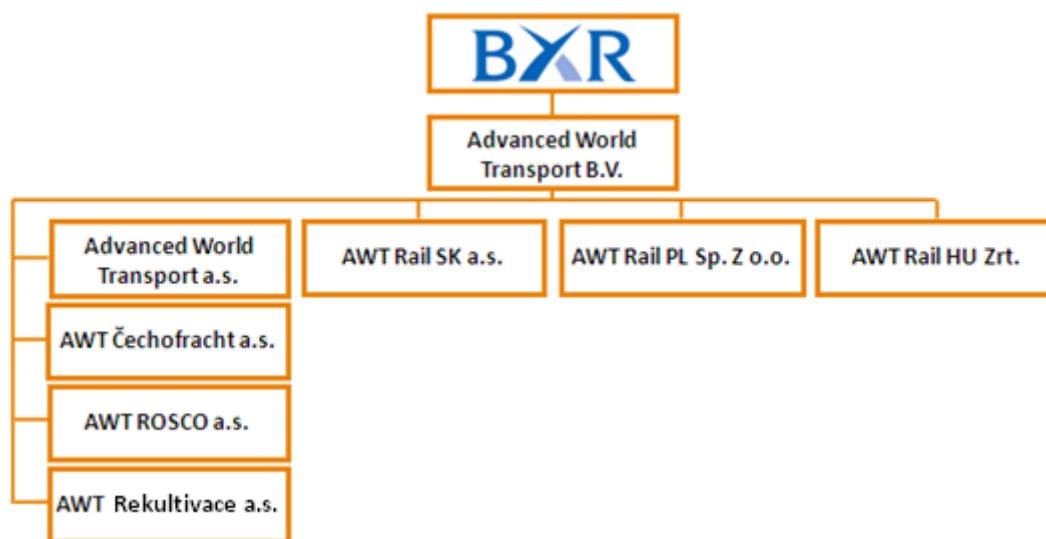 BXR
Advanced World
Transport B.V.
Advanced World
Transport a.s.
AWT Rail SK a.s.
AWT Rail PL Sp. Z o.o.
AWT Rail HU Zrt.
AWT Čechofracht a.s.
AWT ROSCO a.s.
AWT Rekultivace a.s.